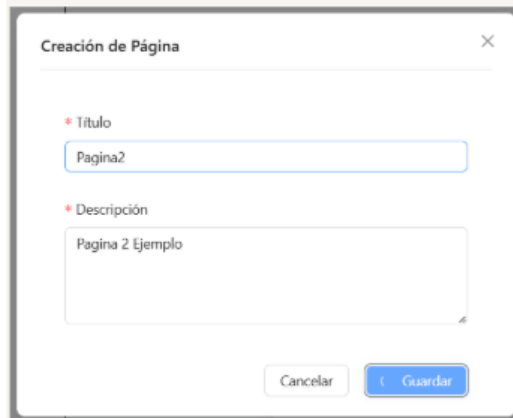 Creación de Página
* Título
Pagina2
* Descripción
Pagina 2 Ejemplo
Cancelar
Guardar